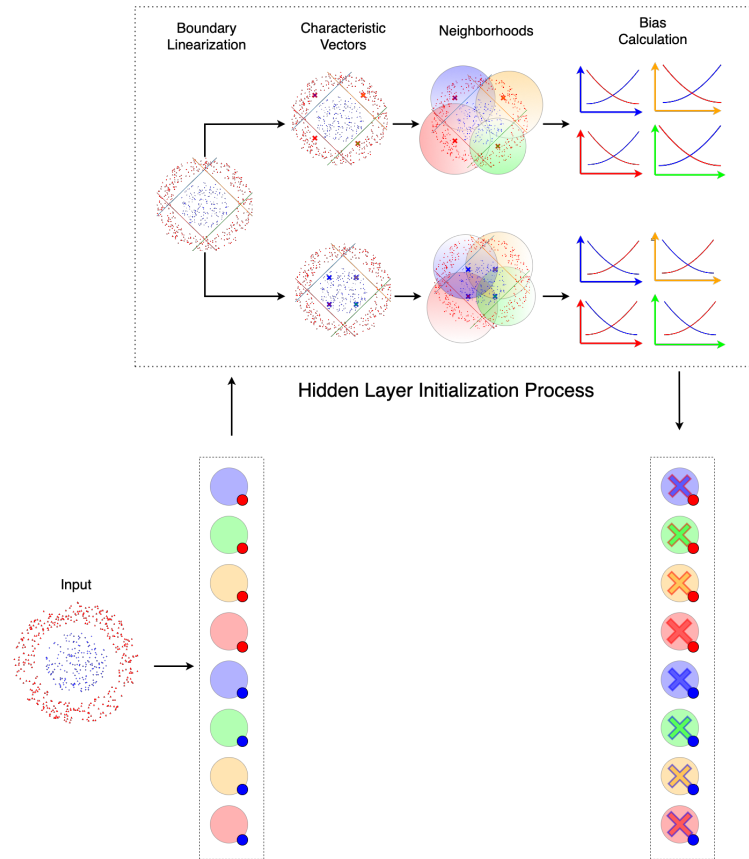 Boundary
Linearization
Characteristic
Vectors
Neighborhoods
Bias
Calculation
Hidden Layer Initialization Process
Input